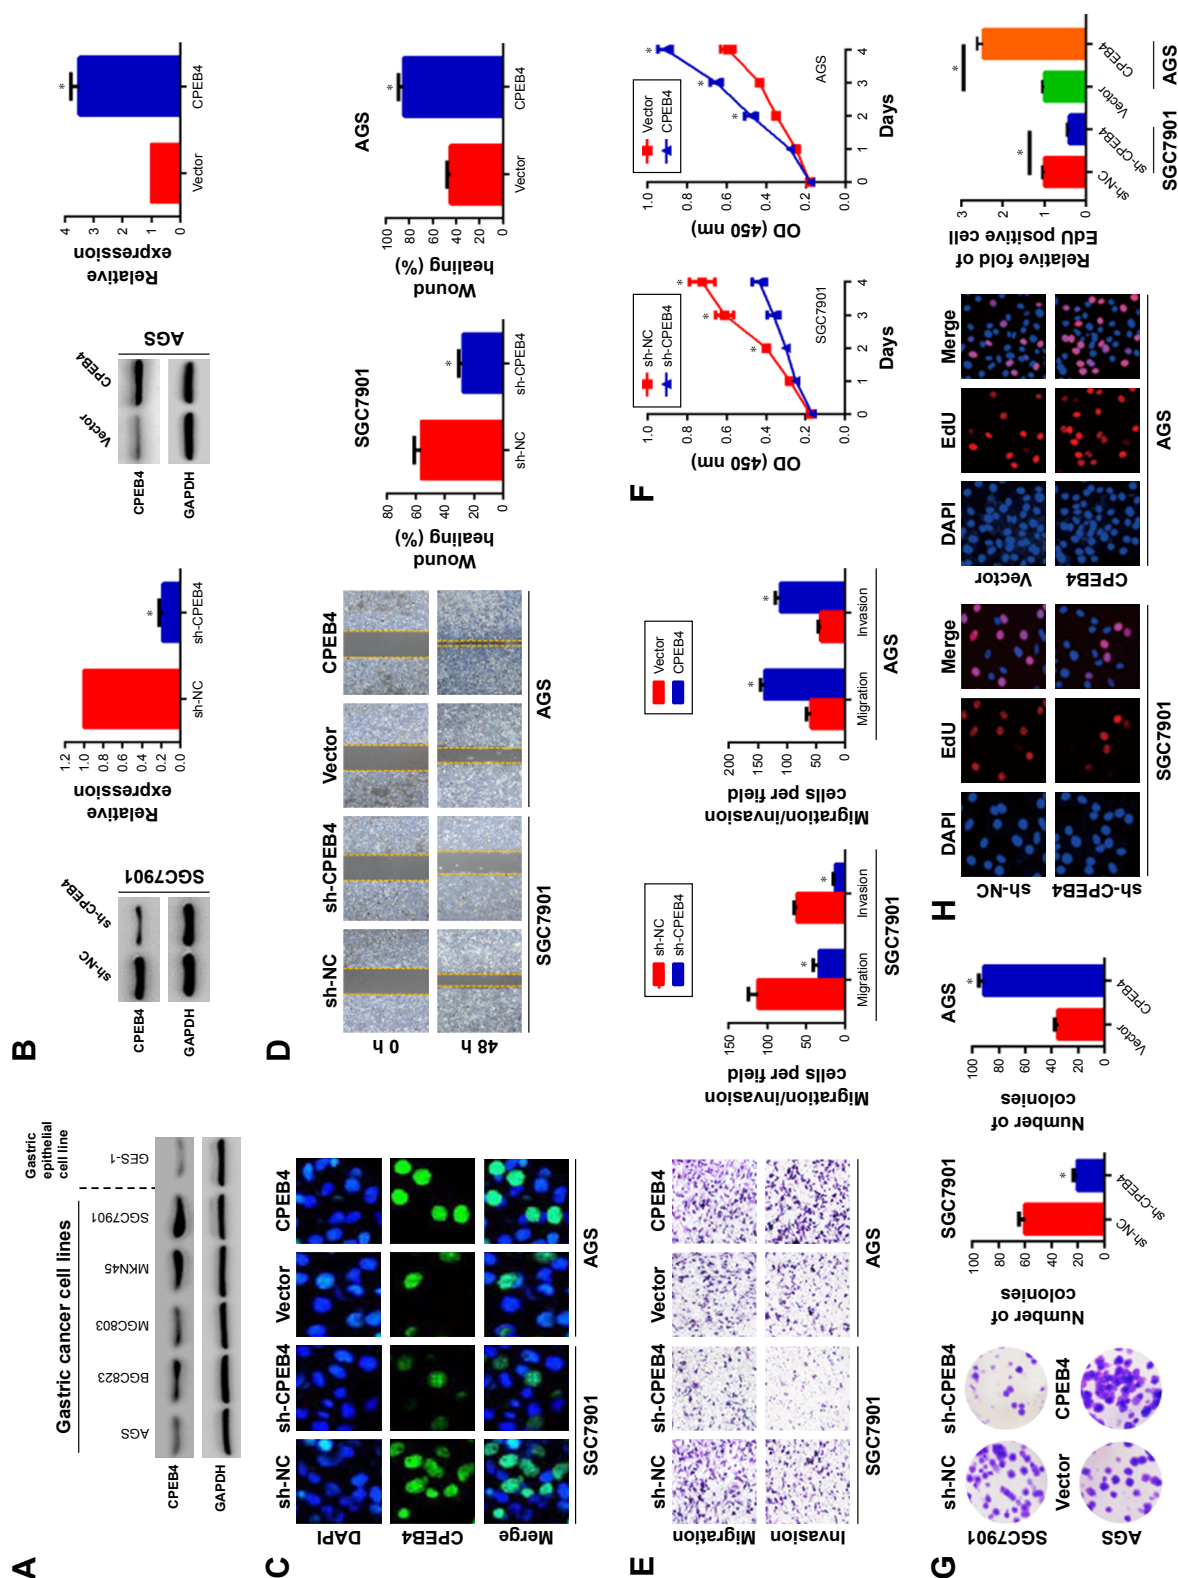 A
Gastric cancer cell lines
Gastric
epithelial
cell line
AGS
BGC823
MGC803
MKN45
SGC7901
GES-1
CPEB4
GAPDH
B
sh-NC
sh-CPEB4
CPEB4
GAPDH
SGC7901
Relative
expression
1.2
1.0
0.8
0.6
0.4
0.2
0.0
*
sh-NC
sh-CPEB4
Vector
CPEB4
CPEB4
GAPDH
AGS
Relative
expression
4
3
2
1
0
*
Vector
CPEB4
C
sh-NC
sh-CPEB4
Vector
CPEB4
DAPI
CPEB4
Merge
SGC7901
AGS
D
sh-NC
sh-CPEB4
Vector
CPEB4
0 h
48 h
SGC7901
AGS
SGC7901
Wound
healing (%)
80
60
40
20
0
*
sh-NC
sh-CPEB4
AGS
Wound
healing (%)
100
80
60
40
20
0
*
Vector
CPEB4
E
sh-NC
sh-CPEB4
Vector
CPEB4
Migration
Invasion
SGC7901
AGS
sh-NC
sh-CPEB4
Migration/invasion
cells per field
150
100
50
0
*
*
Migration
Invasion
SGC7901
Vector
CPEB4
Migration/invasion
cells per field
200
150
100
50
0
*
*
Migration
Invasion
AGS
F
sh-NC
sh-CPEB4
OD (450 nm)
1.0
0.8
0.6
0.4
0.2
0.0
*
*
*
SGC7901
0
1
2
3
4
Days
Vector
CPEB4
OD (450 nm)
1.0
0.8
0.6
0.4
0.2
0.0
*
*
*
AGS
0
1
2
3
4
Days
G
sh-NC
sh-CPEB4
SGC7901
Vector
CPEB4
AGS
SGC7901
Number of
colonies
100
80
60
40
20
0
*
sh-NC
sh-CPEB4
AGS
Number of
colonies
100
80
60
40
20
0
*
Vector
CPEB4
H
DAPI
EdU
Merge
sh-NC
sh-CPEB4
SGC7901
DAPI
EdU
Merge
Vector
CPEB4
AGS
Relative fold of
EdU positive cell
3
2
1
0
*
*
sh-NC
sh-CPEB4
Vector
CPEB4
SGC7901
AGS